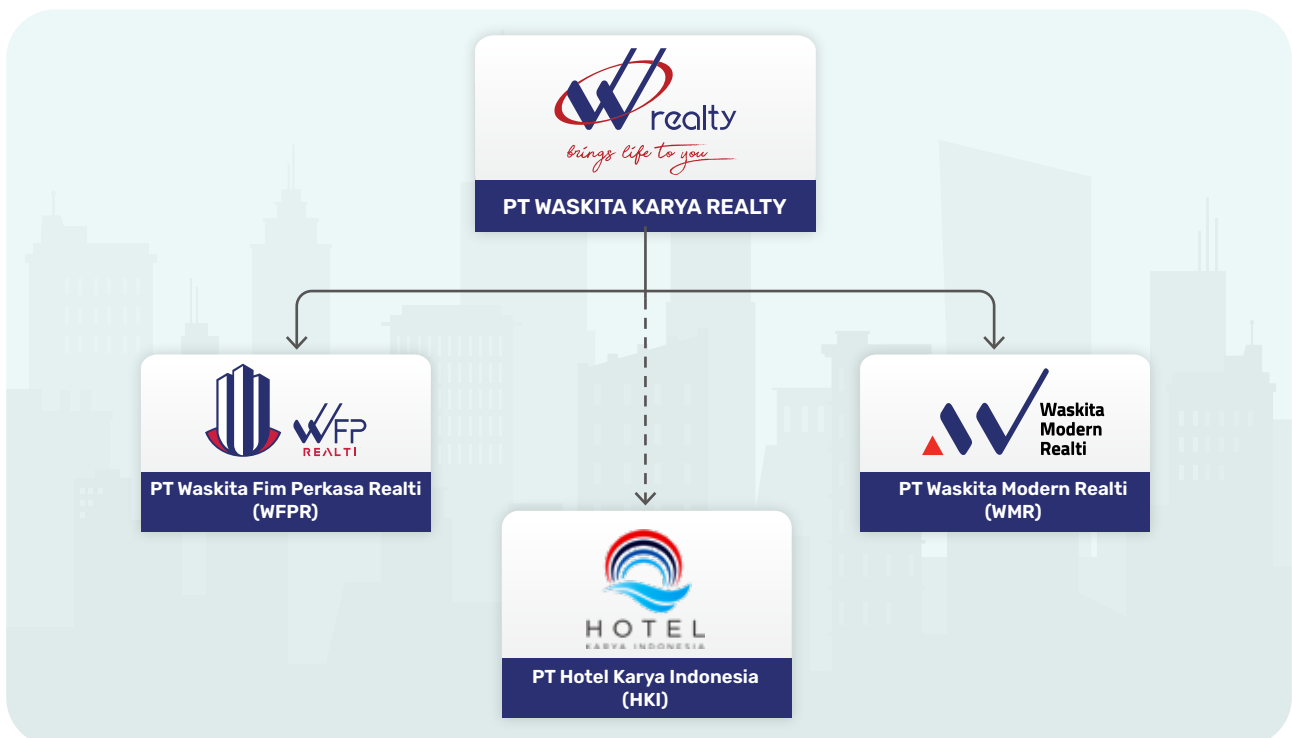 realty
brings life to you
PT WASKITA KARYA REALTY
WFP
REALTI
PT Waskita Fim Perkasa Realti
(WFPR)
Waskita
Modern
Realti
PT Waskita Modern Realti
(WMR)
HOTEL
KARYA INDONESIA
PT Hotel Karya Indonesia
(HKI)